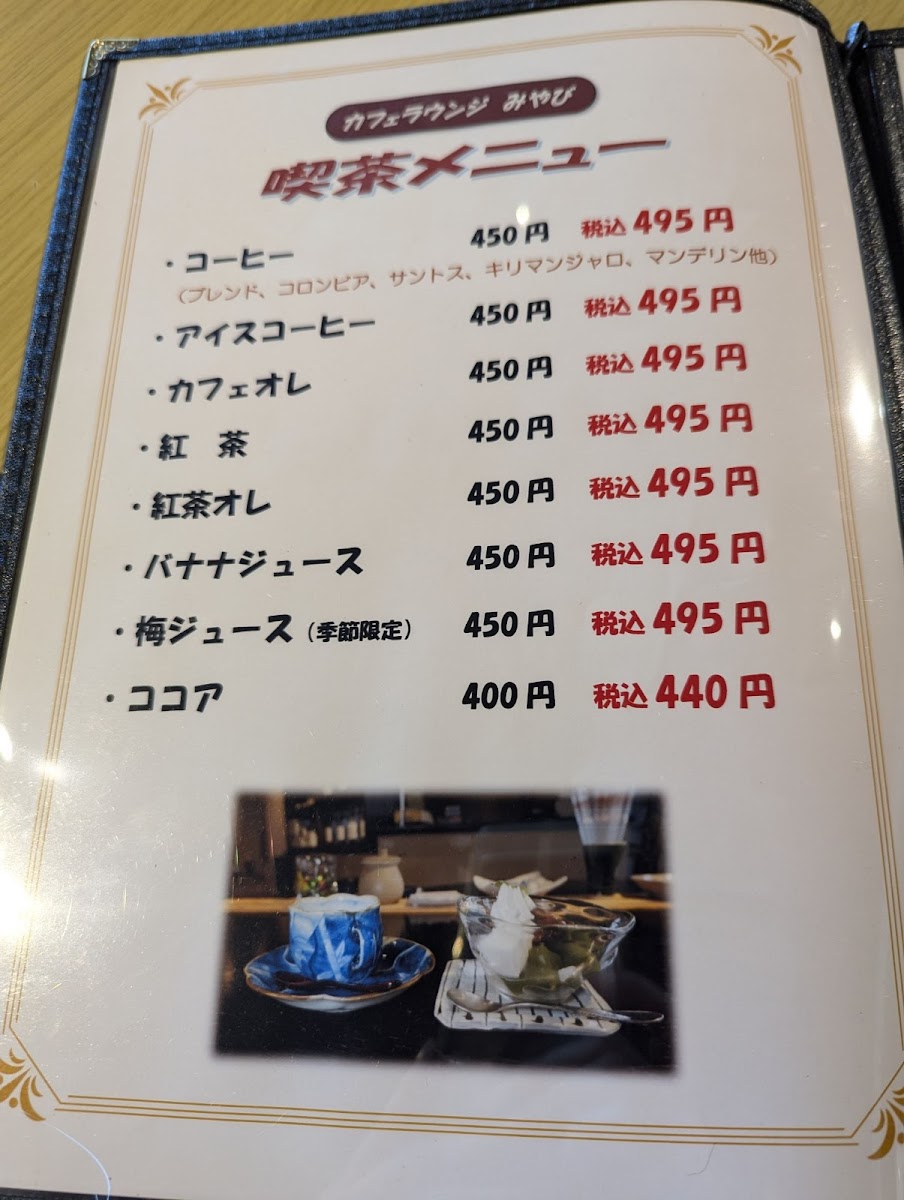 カフェラウンジ みやび
喫茶メニュー
・コーヒー 450円 税込495円
（ブレンド、コロンビア、サントス、キリマンジャロ、マンデリン他）
・アイスコーヒー 450円 税込495円
・カフェオレ 450円 税込495円
・紅 茶 450円 税込495円
・紅茶オレ 450円 税込495円
・バナナジュース 450円 税込495円
・梅ジュース（季節限定） 450円 税込495円
・ココア 400円 税込440円